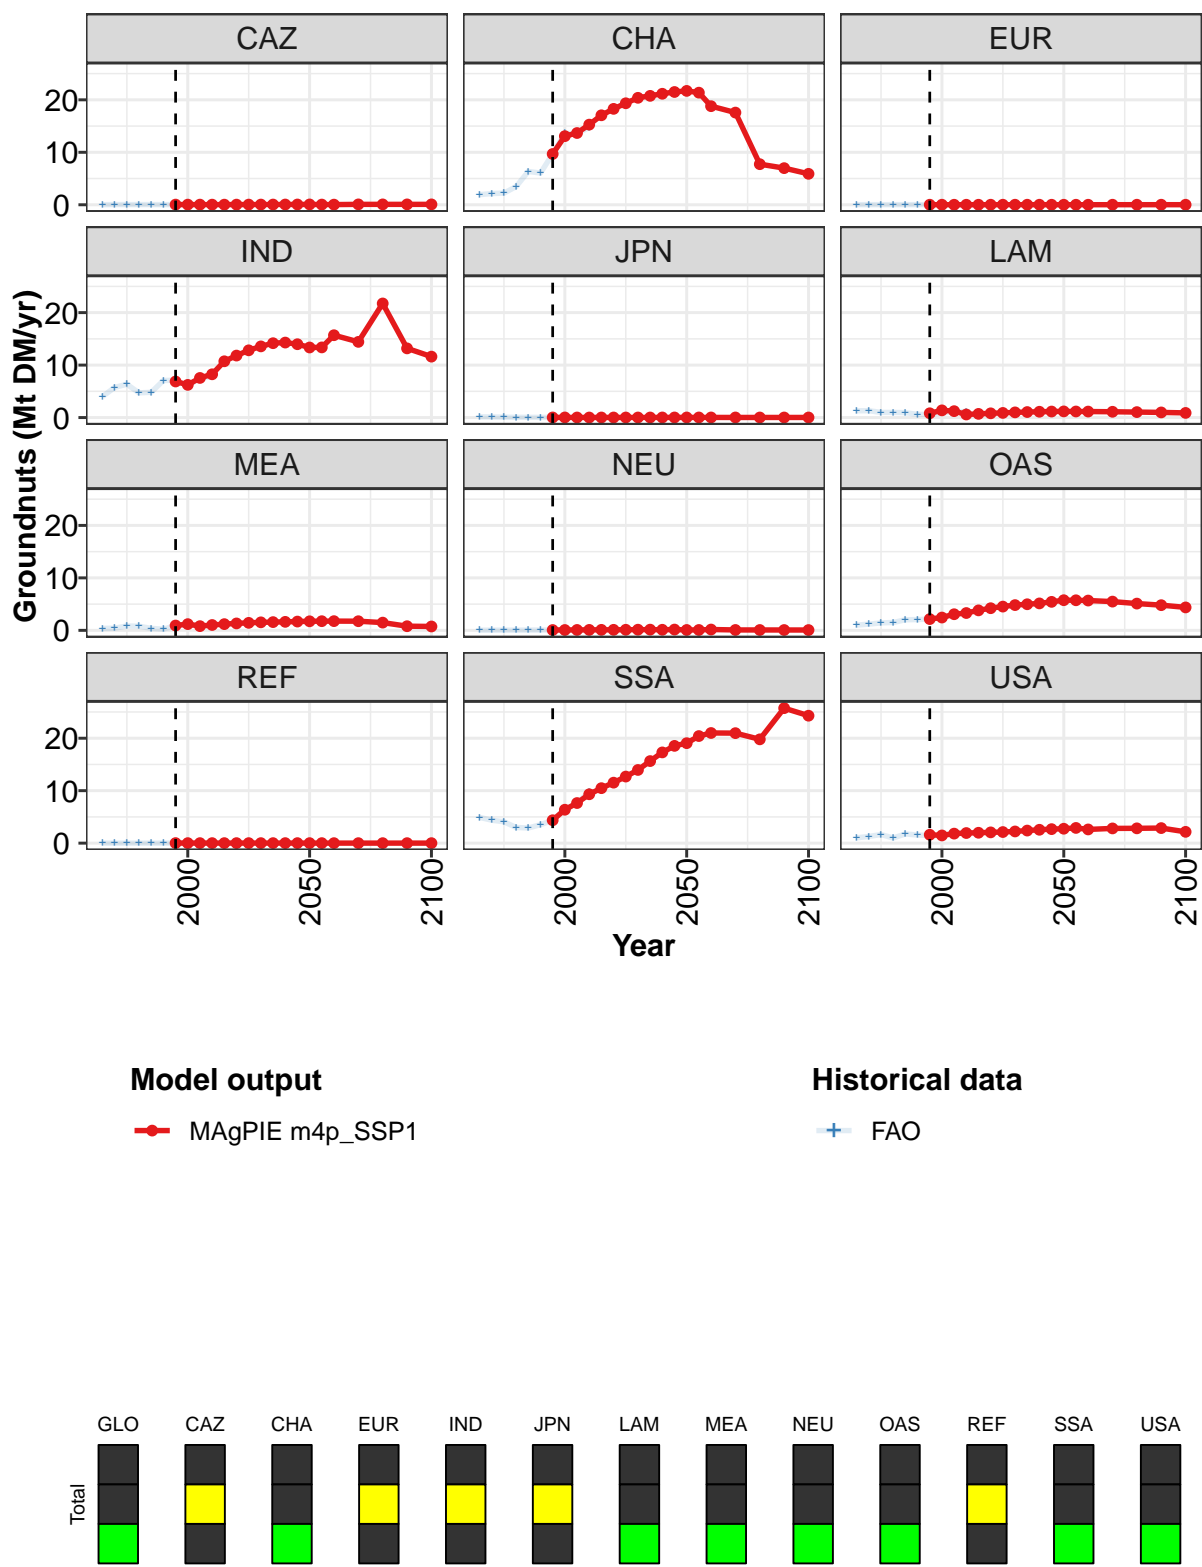 CAZ CHA EUR
20
10
0
IND JPN LAM
20
10
0
MEA NEU OAS
20
10
0
REF SSA USA
20
10
0
Groundnuts (Mt DM/yr)
2000 2050 2100 2000 2050 2100 2000 2050 2100
Year
Model output Historical data
MAgPIE m4p_SSP1 FAO
GLO CAZ CHA EUR IND JPN LAM MEA NEU OAS REF SSA USA
Total